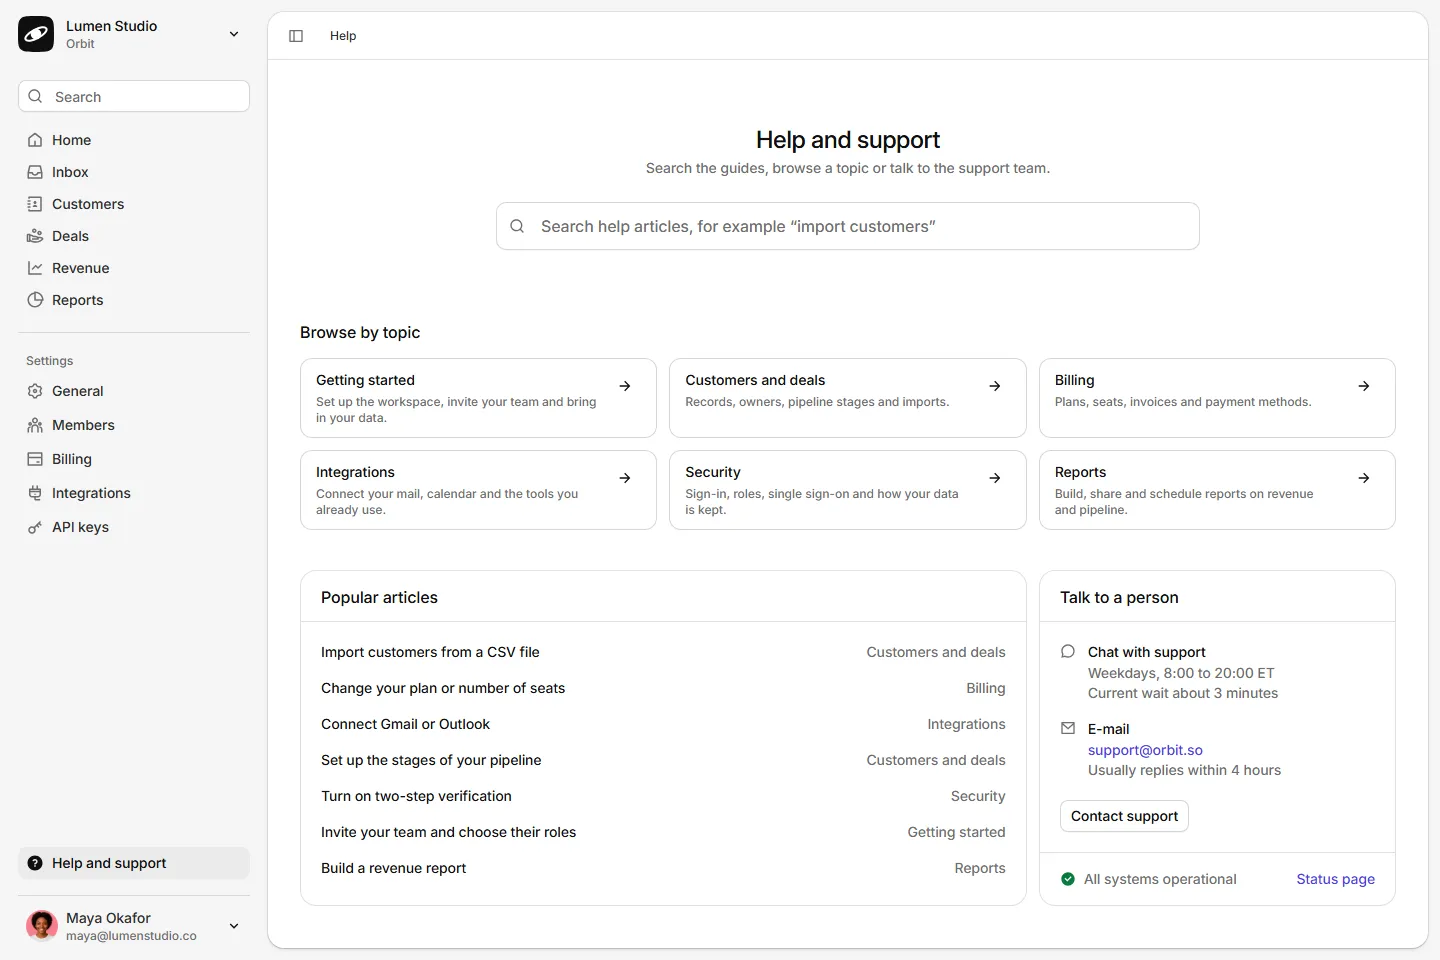 Lumen Studio
Orbit
Search
Home
Inbox
Customers
Deals
Revenue
Reports
Settings
General
Members
Billing
Integrations
API keys
Help and support
Maya Okafor
maya@lumenstudio.co
Help
Help and support
Search the guides, browse a topic or talk to the support team.
Search help articles, for example “import customers”
Browse by topic
Getting started
Set up the workspace, invite your team and bring
in your data.
Customers and deals
Records, owners, pipeline stages and imports.
Billing
Plans, seats, invoices and payment methods.
Integrations
Connect your mail, calendar and the tools you
already use.
Security
Sign-in, roles, single sign-on and how your data
is kept.
Reports
Build, share and schedule reports on revenue
and pipeline.
Popular articles
Import customers from a CSV file Customers and deals
Change your plan or number of seats Billing
Connect Gmail or Outlook Integrations
Set up the stages of your pipeline Customers and deals
Turn on two-step verification Security
Invite your team and choose their roles Getting started
Build a revenue report Reports
Talk to a person
Chat with support
Weekdays, 8:00 to 20:00 ET
Current wait about 3 minutes
E-mail
support@orbit.so
Usually replies within 4 hours
Contact support
All systems operational Status page